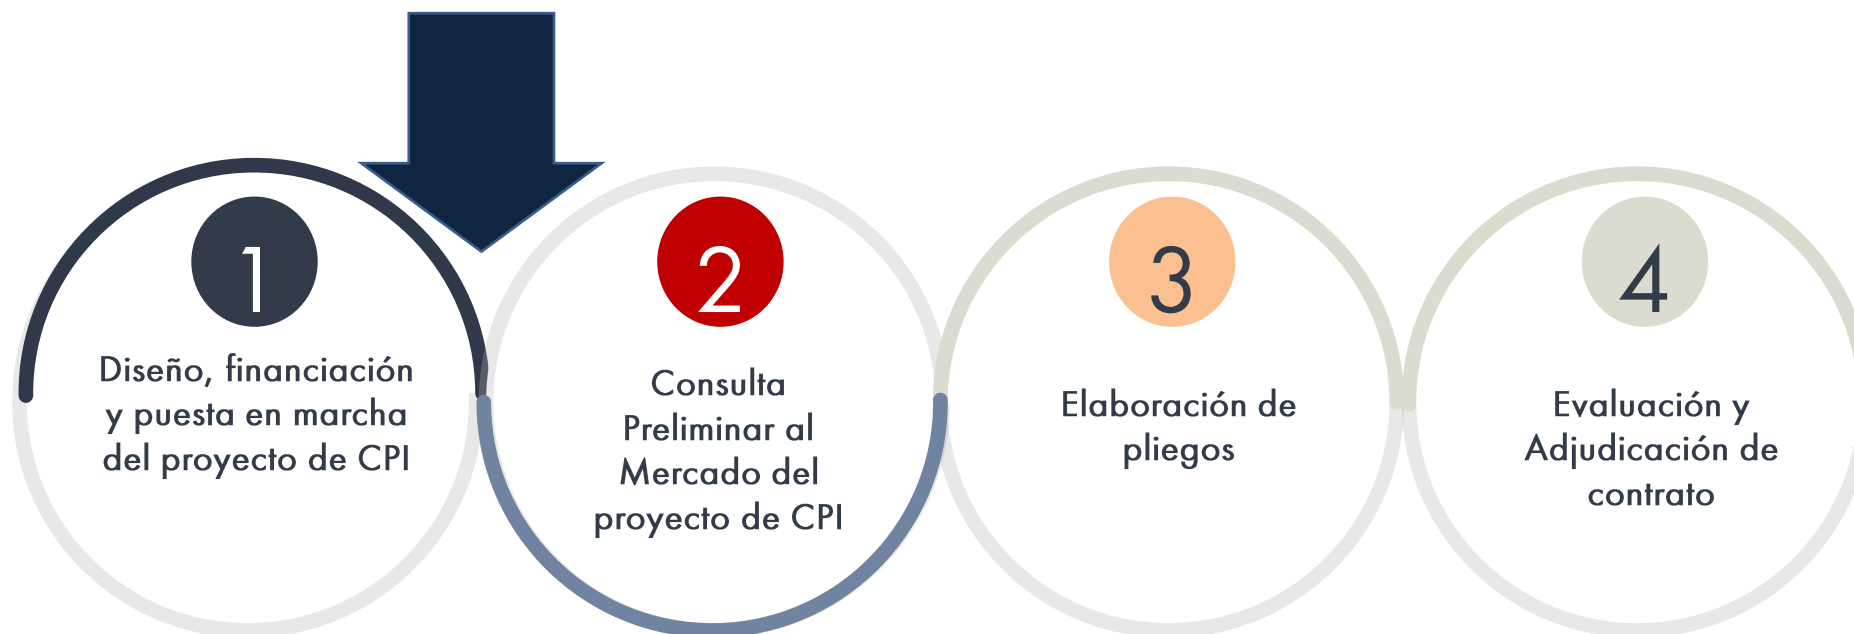 1
Diseño, financiación
y puesta en marcha
del proyecto de CPI
2
Consulta
Preliminar al
Mercado del
proyecto de CPI
3
Elaboración de
pliegos
4
Evaluación y
Adjudicación de
contrato